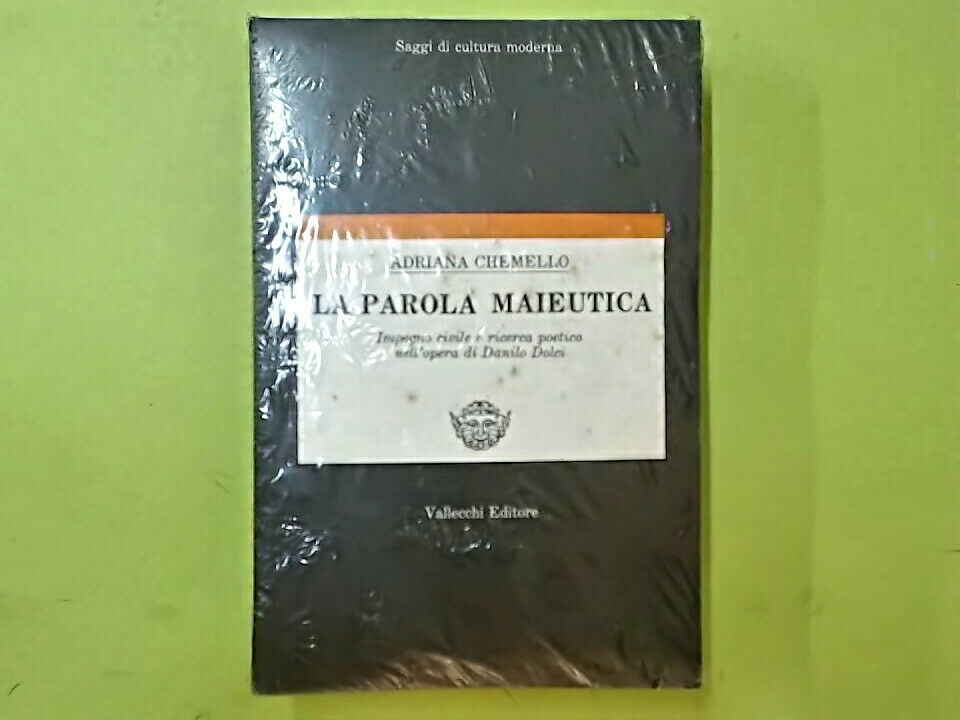 Saggi di cultura moderna
ADRIANA CHEMELLO
LA PAROLA MAIEUTICA
Impegno civile e ricerca poetica
nell'opera di Danilo Dolci
Vallecchi Editore